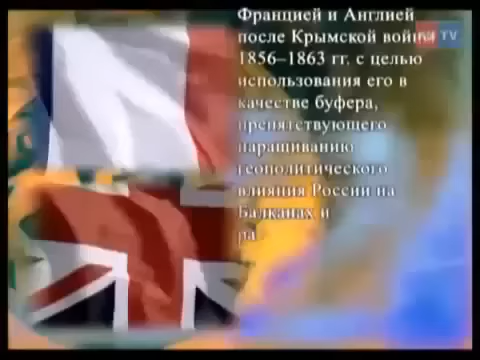 Францией и Англией
после Крымской войны
1856–1863 гг. с целью
использования его в
качестве буфера,
препятствующего
наращиванию
геополитического
влияния России на
Балканах и
ра
TV